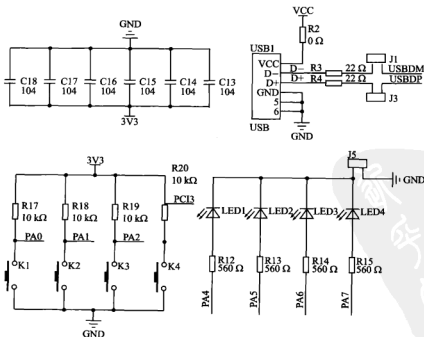 GND
C18
104
C17
104
C16
104
C15
104
C14
104
C13
104
3V3
VCC
R2
0 Ω
USB1
VCC
D-
D+
GND
5
6
USB
D- R3 22 Ω
D+ R4 22 Ω
J1
USBDM
USBDP
J3
GND
3V3
R17
10 kΩ
R18
10 kΩ
R19
10 kΩ
R20
10 kΩ
PA0
PA1
PA2
PCI3
K1
K2
K3
K4
GND
J5
GND
LED1
LED2
LED3
LED4
R12
560 Ω
R13
560 Ω
R14
560 Ω
R15
560 Ω
PA4
PA5
PA6
PA7